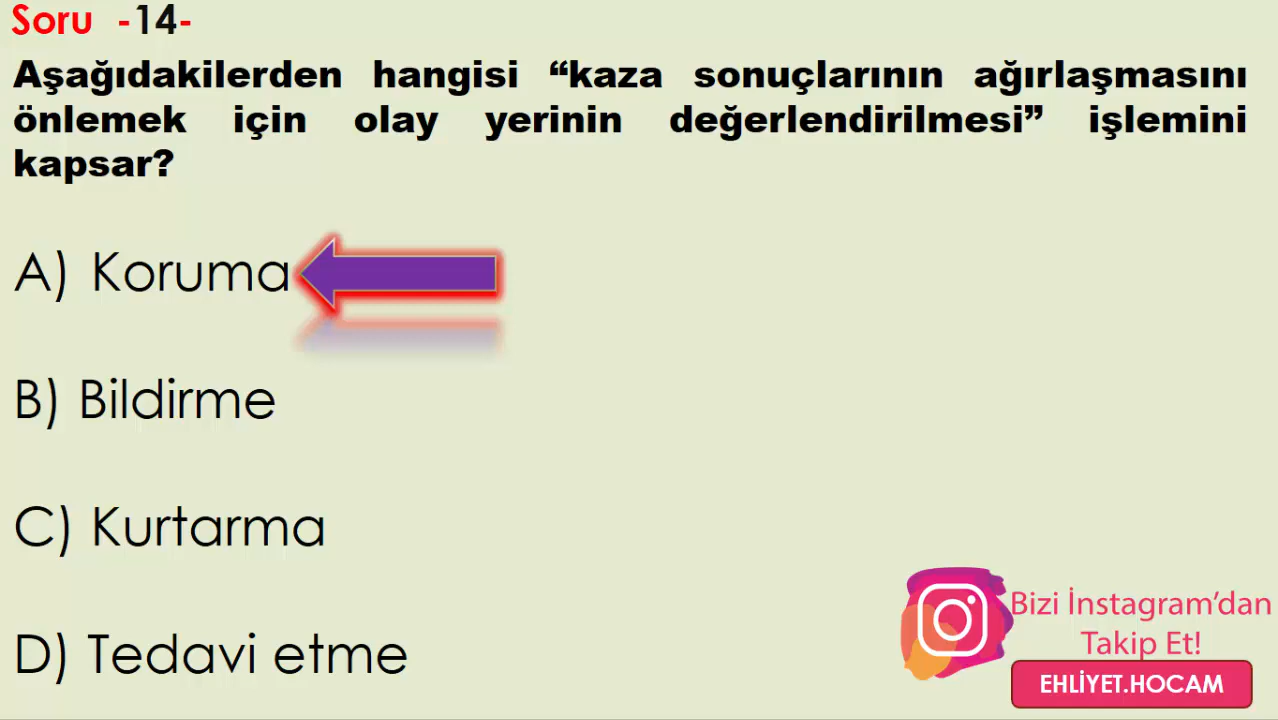 Soru -14-
Aşağıdakilerden hangisi “kaza sonuçlarının ağırlaşmasını
önlemek için olay yerinin değerlendirilmesi” işlemini
kapsar?
A) Koruma
B) Bildirme
C) Kurtarma
D) Tedavi etme
Bizi İnstagram’dan
Takip Et!
EHLİYET.HOCAM